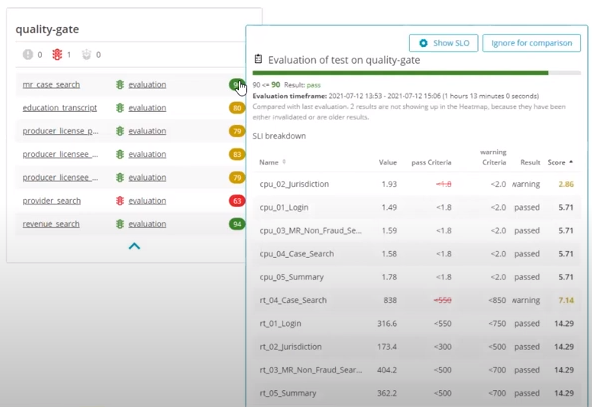 quality-gate
0 1 0
mr_case_search evaluation
education_transcript evaluation 80
producer_license_p... evaluation 79
producer_licensee_... evaluation 83
producer_licensee_... evaluation 79
provider_search evaluation 63
revenue_search evaluation 94
Show SLO Ignore for comparison
Evaluation of test on quality-gate
90 <= 90 Result: pass
Evaluation timeframe: 2021-07-12 13:53 - 2021-07-12 15:06 (1 hour 13 minutes 0 seconds)
Compared with last evaluation. 2 results are not showing up in the Heatmap, because they have
either invalidated or are older results.
SLI breakdown
Name Value pass Criteria warning Criteria Result Score
cpu_02_Jurisdiction 1.93 <1.8 <2.0 warning 2.86
cpu_01_Login 1.49 <1.8 <2.0 passed 5.71
cpu_03_MR_Non_Fraud_Se... 1.59 <1.8 <2.0 passed 5.71
cpu_04_Case_Search 1.58 <1.8 <2.0 passed 5.71
cpu_05_Summary 1.78 <1.8 <2.0 passed 5.71
rt_04_Case_Search 838 <550 <850 warning 7.14
rt_01_Login 316.6 <550 <750 passed 14.29
rt_02_Jurisdiction 173.4 <300 <500 passed 14.29
rt_03_MR_Non_Fraud_Sear... 404.2 <500 <700 passed 14.29
rt_05_Summary 362.2 <500 <700 passed 14.29